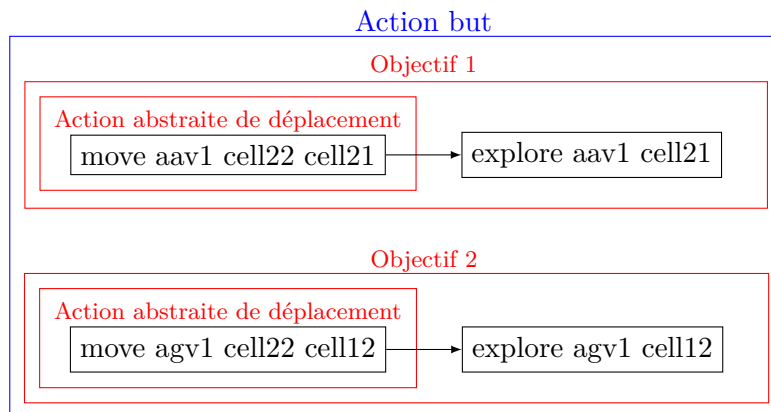 Action but
Objectif 1
Action abstraite de déplacement
move aav1 cell22 cell21
explore aav1 cell21
Objectif 2
Action abstraite de déplacement
move agv1 cell22 cell12
explore agv1 cell12